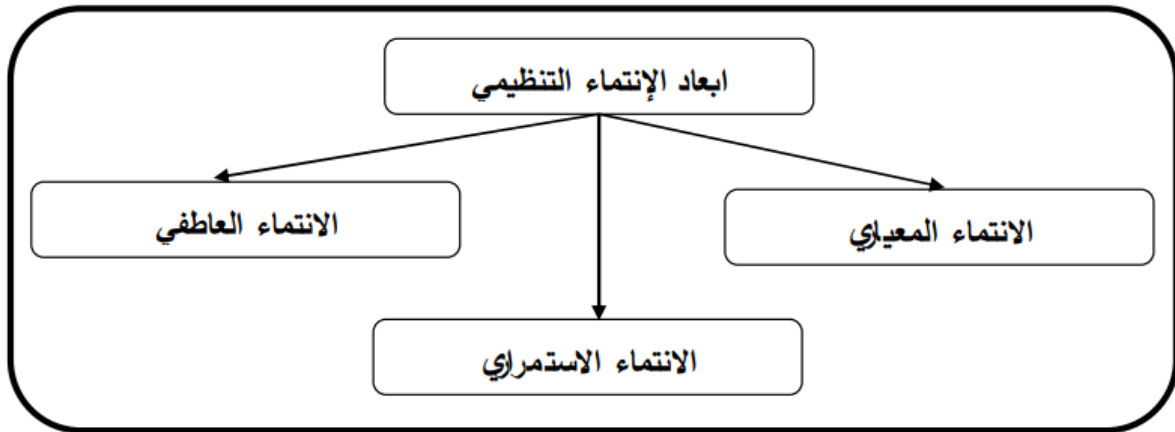 ابعاد الإنتماء التنظيمي
الانتماء المعياري
الانتماء العاطفي
الانتماء الاستمراري